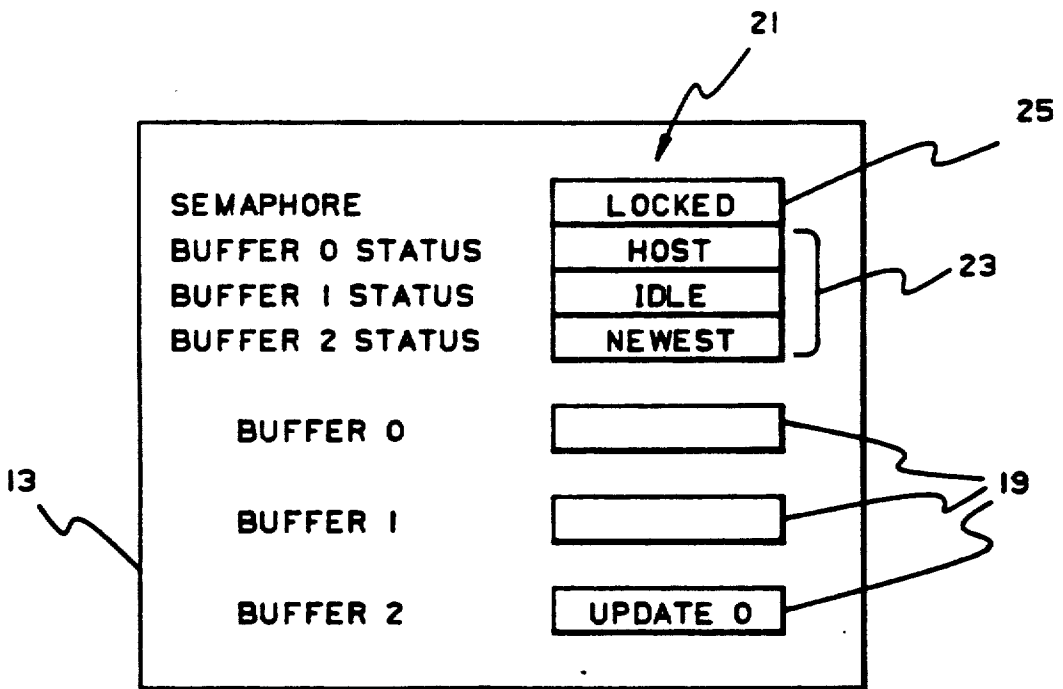 21
25
SEMAPHORE LOCKED
BUFFER 0 STATUS HOST
BUFFER 1 STATUS IDLE
23
BUFFER 2 STATUS NEWEST
BUFFER 0
13
19
BUFFER 1
BUFFER 2 UPDATE 0